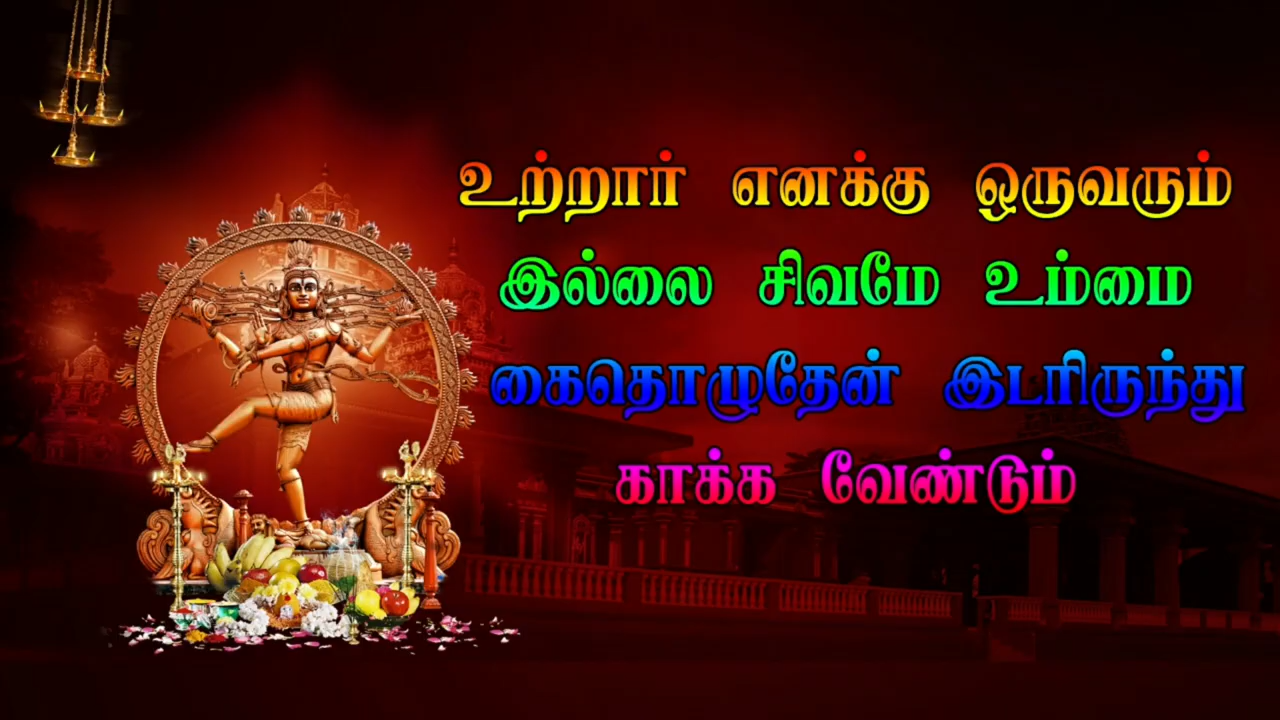 உற்றார் எனக்கு ஒருவரும்
இல்லை சிவமே உம்மை
கைதொழுதேன் இடரிருந்து
காக்க வேண்டும்